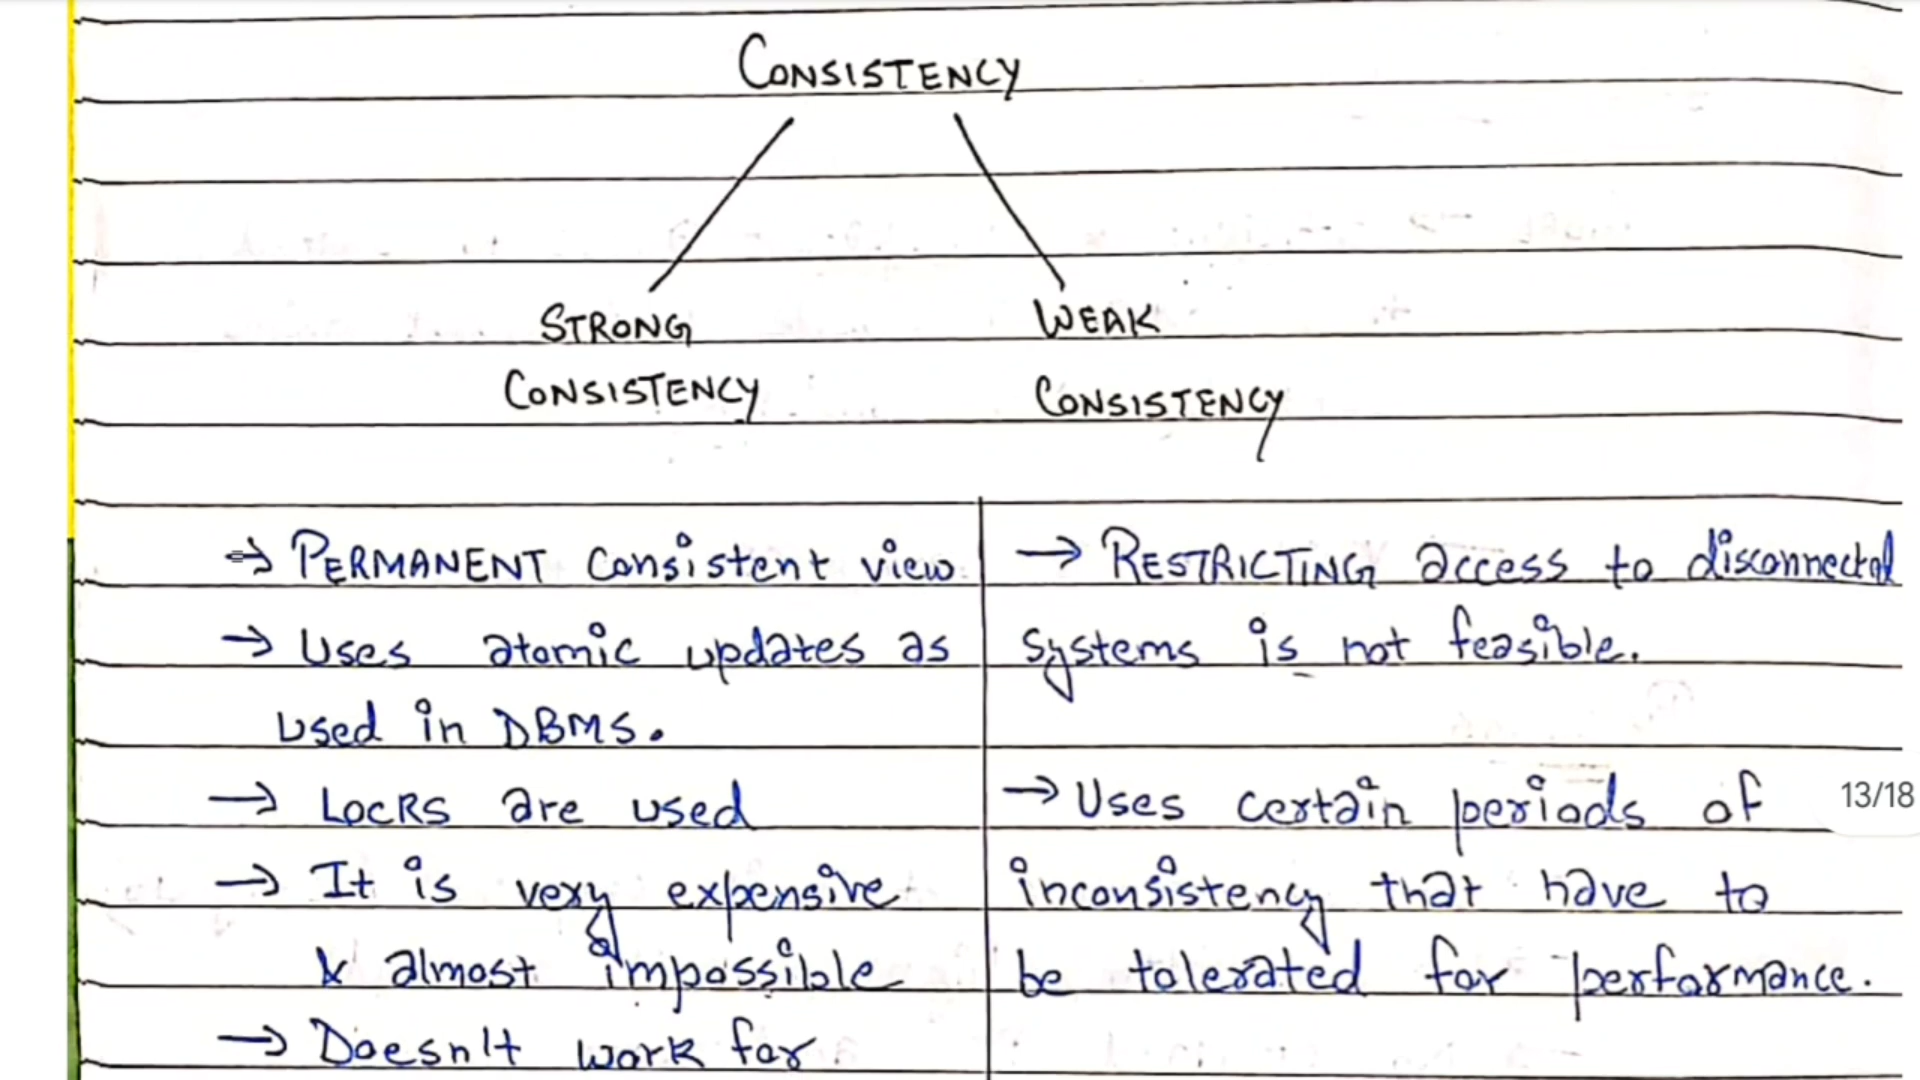 CONSISTENCY
STRONG
CONSISTENCY
WEAK
CONSISTENCY
→ PERMANENT consistent view
→ Uses atomic updates as
used in DBMS.
→ LOCKS are used
→ It is very expensive
& almost impossible
→ Doesn't work for
→ RESTRICTING access to disconnected
systems is not feasible.
→ Uses certain periods of
inconsistency that have to
be tolerated for performance.
13/18